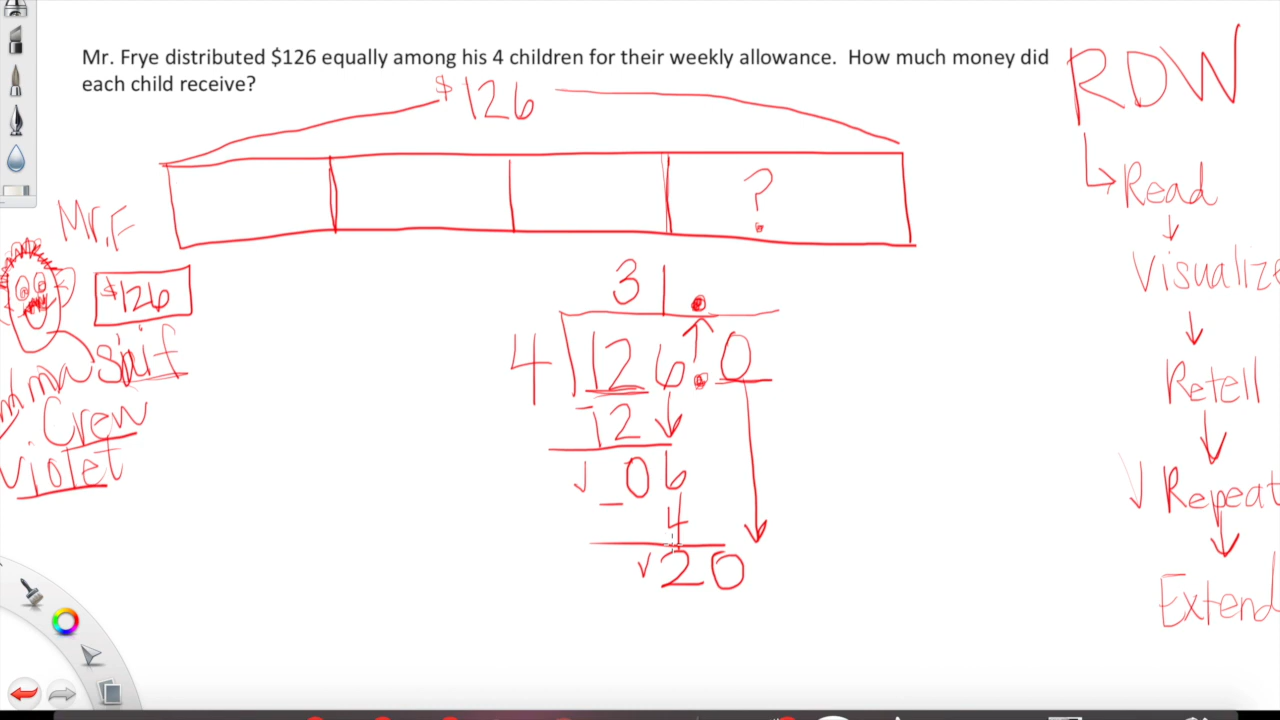 Mr. Frye distributed $126 equally among his 4 children for their weekly allowance. How much money did
each child receive?
$126
?
Mr. F
$126
Crew
Violet
31.
4 126.0
12
06
- 4
20
RDW
Read
Visualize
Retell
Repeat
Extend